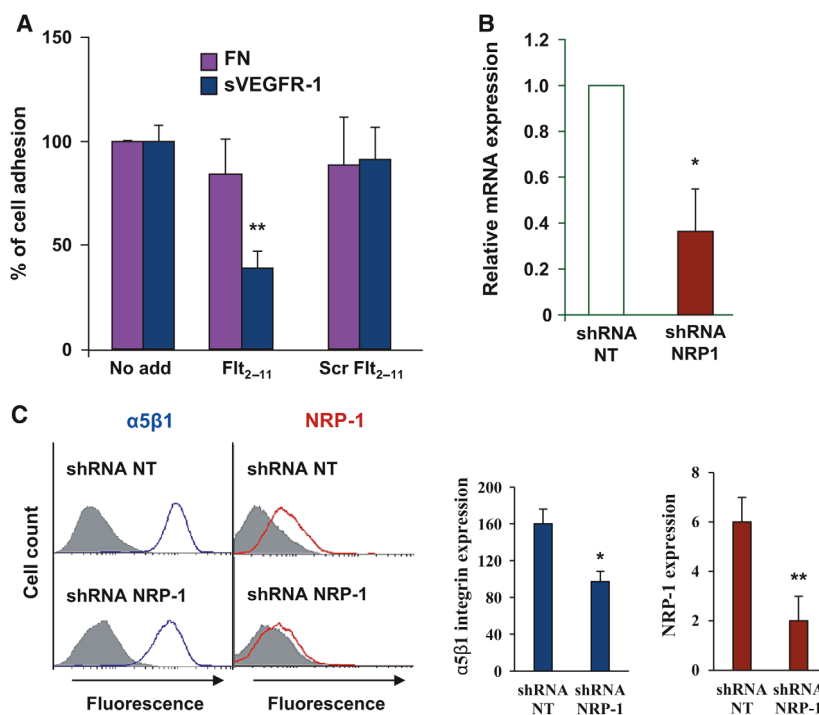 A
150
100
50
0
% of cell adhesion
FN
sVEGFR-1
**
No add
Flt2–11
Scr Flt2–11
B
1.2
1.0
0.8
0.6
0.4
0.2
0
Relative mRNA expression
*
shRNA NT
shRNA NRP1
C
α5β1
NRP-1
shRNA NT
shRNA NT
shRNA NRP-1
shRNA NRP-1
Cell count
Fluorescence
Fluorescence
200
160
120
80
40
0
α5β1 integrin expression
*
shRNA NT
shRNA NRP-1
8
6
4
2
0
NRP-1 expression
**
shRNA NT
shRNA NRP-1